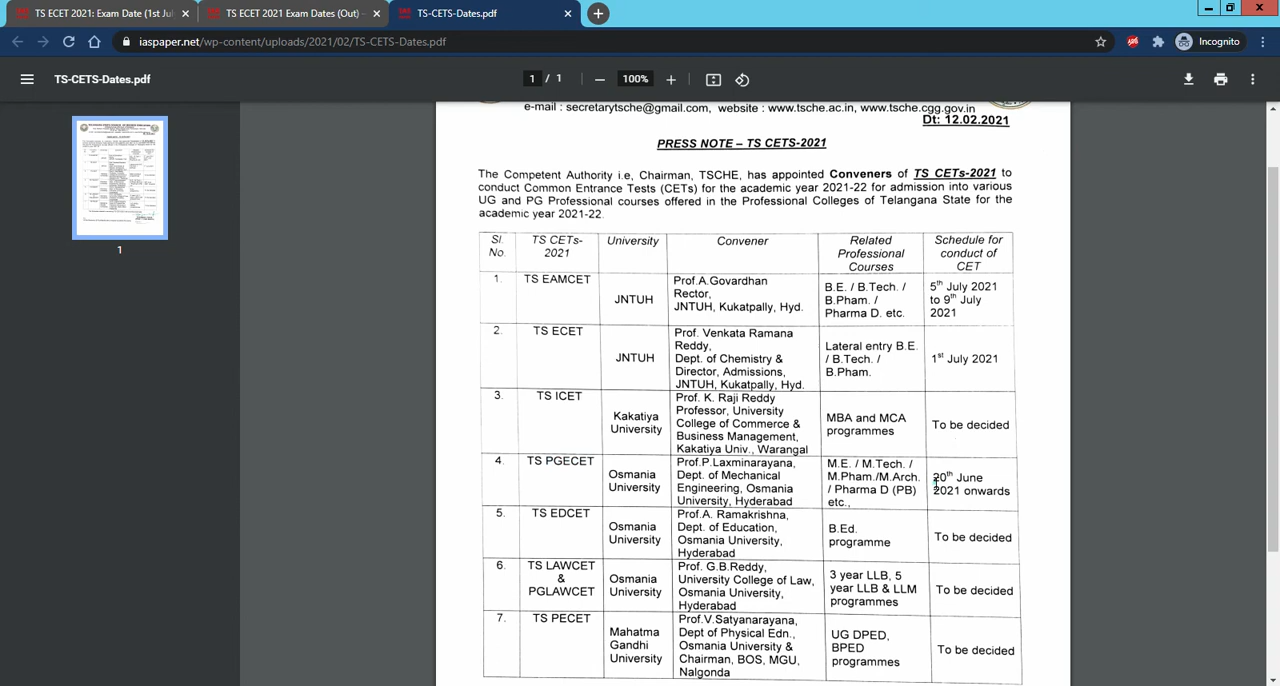 TS ECET 2021: Exam Date (1st Jul
TS ECET 2021 Exam Dates (Out) -
TS-CETS-Dates.pdf
iaspaper.net/wp-content/uploads/2021/02/TS-CETS-Dates.pdf
Incognito
TS-CETS-Dates.pdf
1 / 1
100%
1
e-mail : secretarytsche@gmail.com, website : www.tsche.ac.in, www.tsche.cgg.gov.in
Dt: 12.02.2021
PRESS NOTE – TS CETS-2021
The Competent Authority i.e, Chairman, TSCHE, has appointed Conveners of TS CETs-2021 to
conduct Common Entrance Tests (CETs) for the academic year 2021-22 for admission into various
UG and PG Professional courses offered in the Professional Colleges of Telangana State for the
academic year 2021-22.
Sl.
No.
TS CETs-
2021
University
Convener
Related
Professional
Courses
Schedule for
conduct of
CET
1.
TS EAMCET
JNTUH
Prof.A.Govardhan
Rector,
JNTUH, Kukatpally, Hyd.
B.E. / B.Tech. /
B.Pham. /
Pharma D. etc.
5th July 2021
to 9th July
2021
2.
TS ECET
JNTUH
Prof. Venkata Ramana
Reddy,
Dept. of Chemistry &
Director, Admissions,
JNTUH, Kukatpally, Hyd.
Lateral entry B.E.
/ B.Tech. /
B.Pham.
1st July 2021
3.
TS ICET
Kakatiya
University
Prof. K. Raji Reddy
Professor, University
College of Commerce &
Business Management,
Kakatiya Univ., Warangal
MBA and MCA
programmes
To be decided
4.
TS PGECET
Osmania
University
Prof.P.Laxminarayana,
Dept. of Mechanical
Engineering, Osmania
University, Hyderabad
M.E. / M.Tech. /
M.Pham./M.Arch.
/ Pharma D (PB)
etc.,
20th June
2021 onwards
5.
TS EDCET
Osmania
University
Prof.A. Ramakrishna,
Dept. of Education,
Osmania University,
Hyderabad
B.Ed.
programme
To be decided
6.
TS LAWCET
&
PGLAWCET
Osmania
University
Prof. G.B.Reddy,
University College of Law,
Osmania University,
Hyderabad
3 year LLB, 5
year LLB & LLM
programmes
To be decided
7.
TS PECET
Mahatma
Gandhi
University
Prof.V.Satyanarayana,
Dept of Physical Edn.,
Osmania University &
Chairman, BOS, MGU,
Nalgonda
UG DPED,
BPED
programmes
To be decided